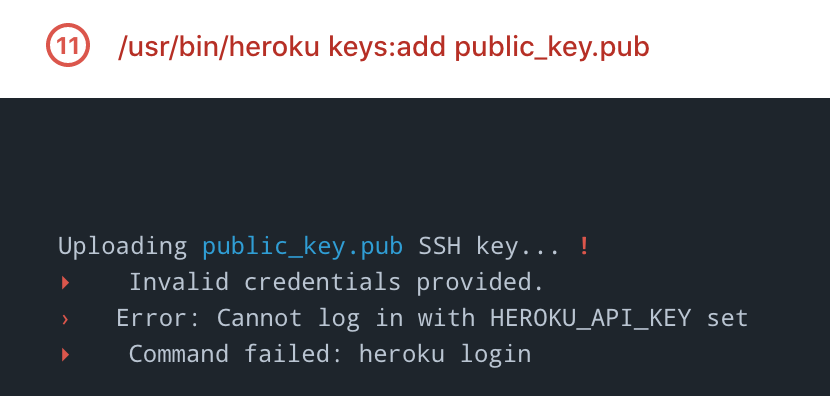 11 /usr/bin/heroku keys:add public_key.pub
Uploading public_key.pub SSH key... !
▸ Invalid credentials provided.
› Error: Cannot log in with HEROKU_API_KEY set
▸ Command failed: heroku login